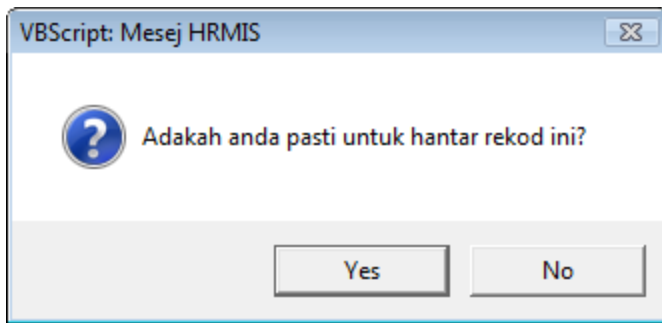 VBScript: Mesej HRMIS
?
Adakah anda pasti untuk hantar rekod ini?
Yes
No